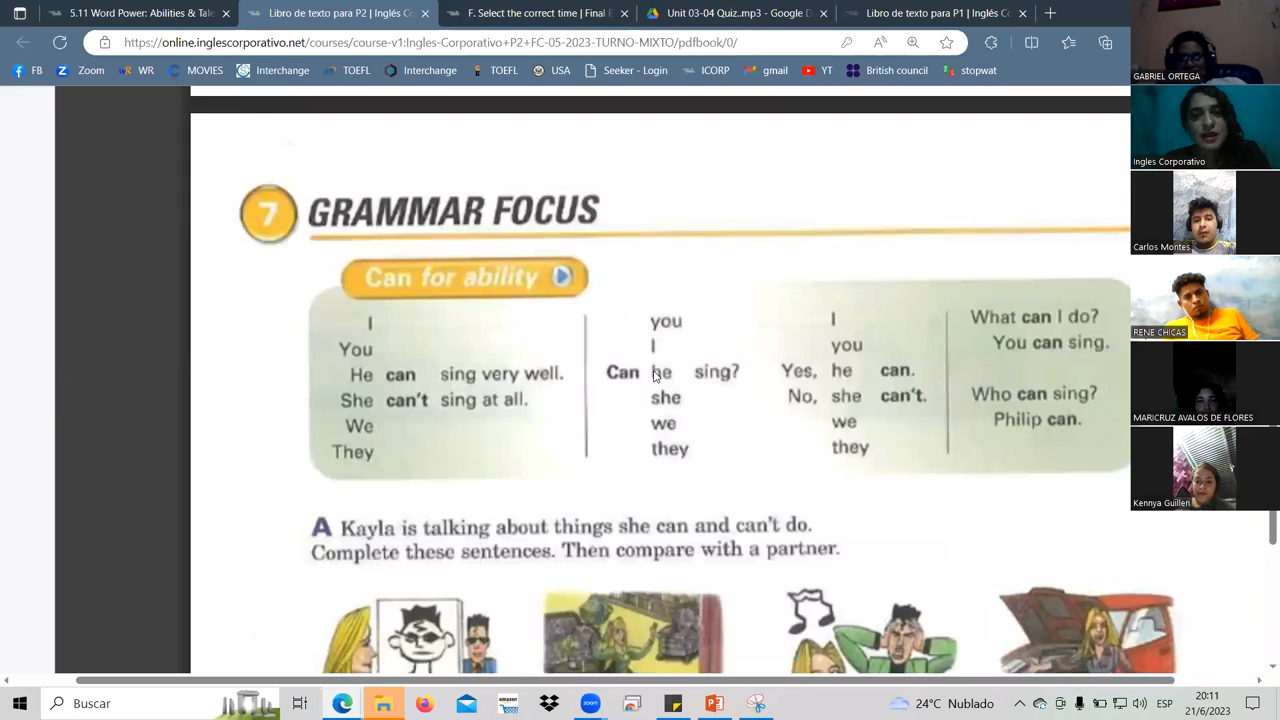 5.11 Word Power: Abilities & Tale
Libro de texto para P2 | Inglés C
F. Select the correct time | Final E
Unit 03-04 Quiz..mp3 - Google D
Libro de texto para P1 | Inglés Co
https://online.inglescorporativo.net/courses/course-v1:Ingles-Corporativo+P2+FC-05-2023-TURNO-MIXTO/pdfbook/0/
FB Zoom WR MOVIES Interchange TOEFL Interchange TOEFL USA Seeker - Login ICORP gmail YT British council stopwat
GABRIEL ORTEGA
Ingles Corporativo
Carlos Montes
RENE CHICAS
MARICRUZ AVALOS DE FLORES
Kennya Guillen
7 GRAMMAR FOCUS
Can for ability
I
You
He can sing very well.
She can't sing at all.
We
They
you
I
Can he sing?
she
we
they
I
you
Yes, he can.
No, she can't.
we
they
What can I do?
You can sing.
Who can sing?
Philip can.
A Kayla is talking about things she can and can't do.
Complete these sentences. Then compare with a partner.
Buscar
24°C Nublado
ESP
20:11
21/6/2023